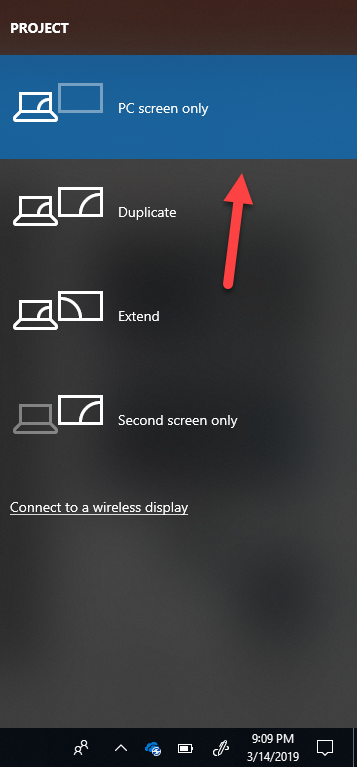 PROJECT
PC screen only
Duplicate
Extend
Second screen only
Connect to a wireless display
9:09 PM
3/14/2019